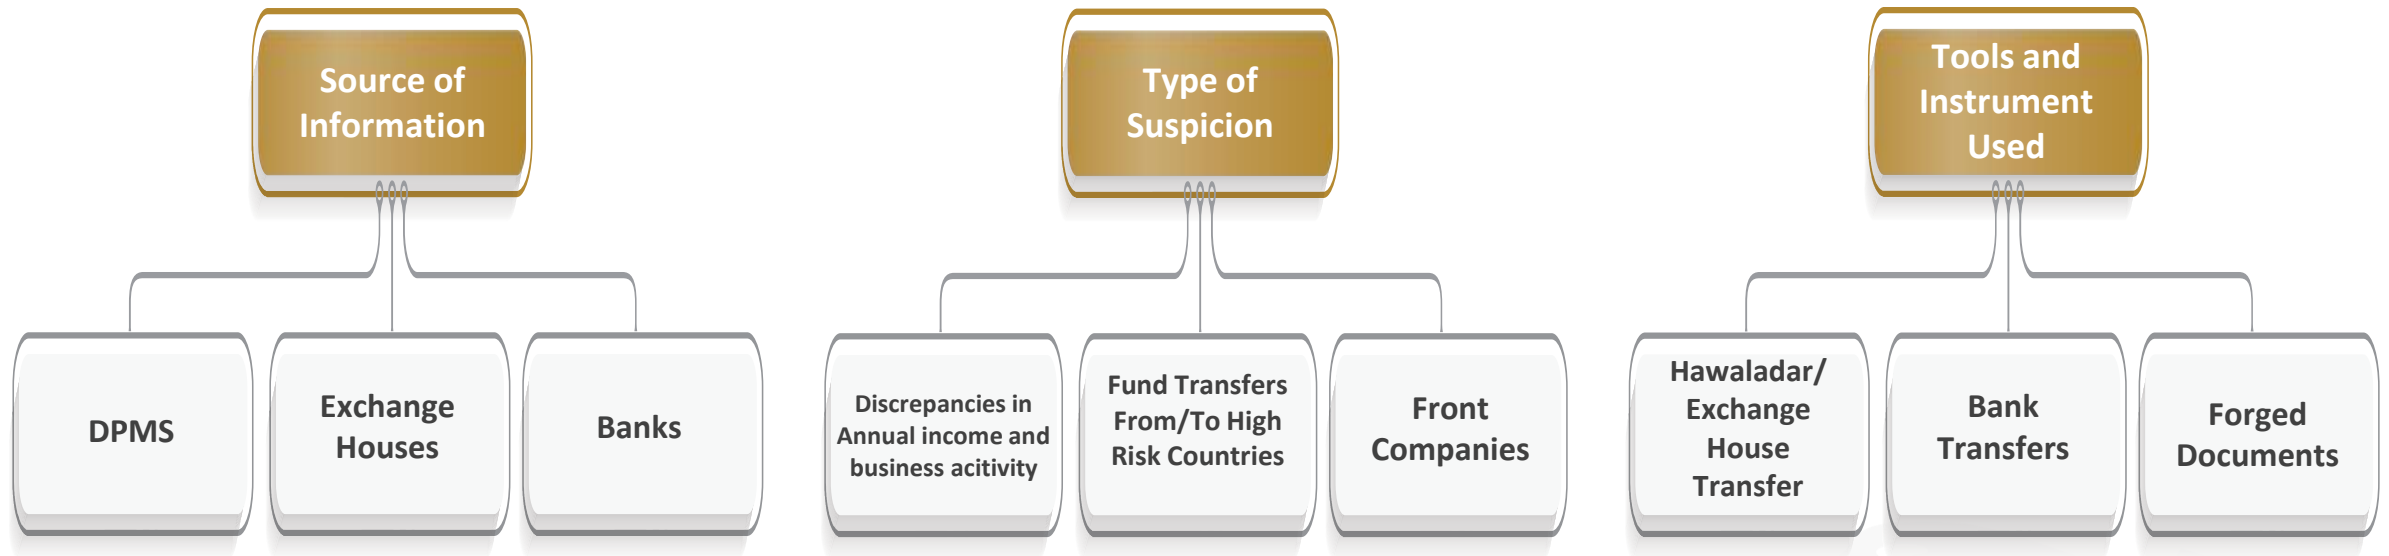 Source of
Information
DPMS
Exchange
Houses
Banks
Type of
Suspicion
Discrepancies in
Annual income and
business acitivity
Fund Transfers
From/To High
Risk Countries
Front
Companies
Tools and
Instrument
Used
Hawaladar/
Exchange
House
Transfer
Bank
Transfers
Forged
Documents